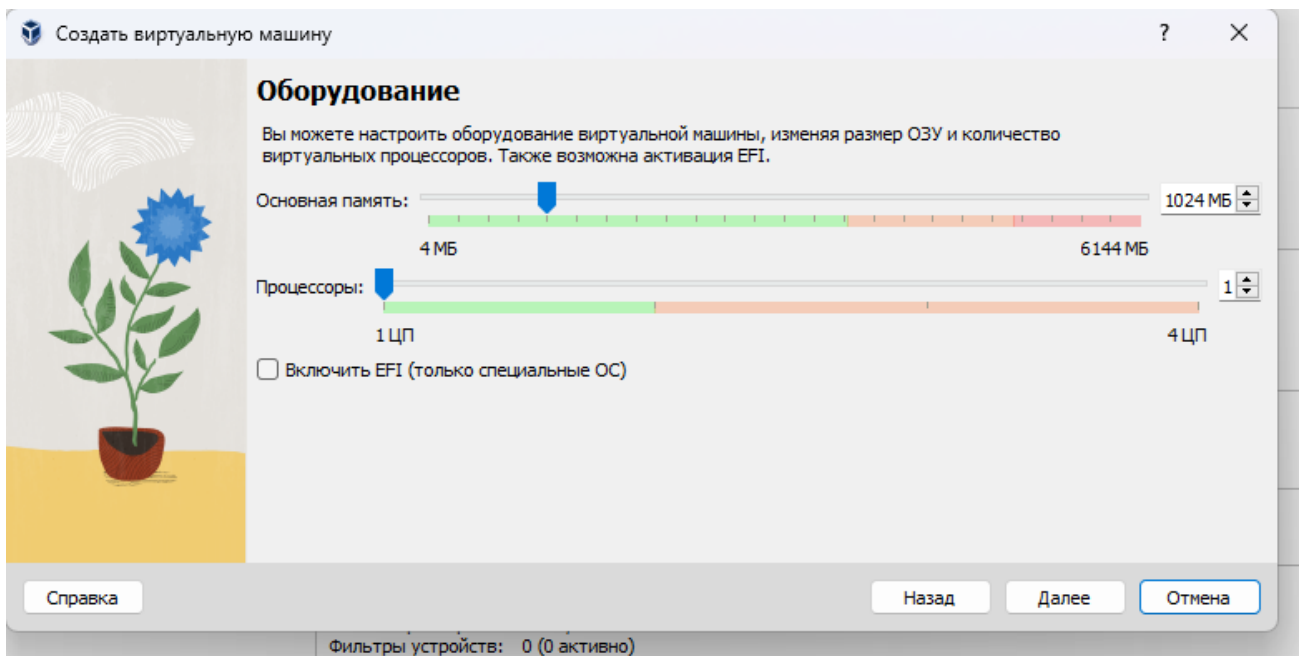 Создать виртуальную машину
?
Оборудование
Вы можете настроить оборудование виртуальной машины, изменяя размер ОЗУ и количество
виртуальных процессоров. Также возможна активация EFI.
Основная память:
1024 МБ
4 МБ
6144 МБ
Процессоры:
1
1 ЦП
4 ЦП
Включить EFI (только специальные ОС)
Справка
Назад
Далее
Отмена
Фильтры устройств: 0 (0 активно)